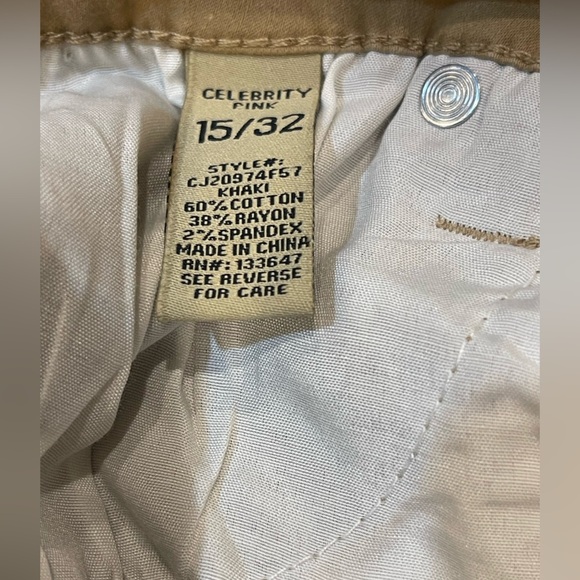 CELEBRITY
PINK
15/32
STYLE#:
CJ20974F57
KHAKI
60% COTTON
38% RAYON
2% SPANDEX
MADE IN CHINA
RN#: 133647
SEE REVERSE
FOR CARE